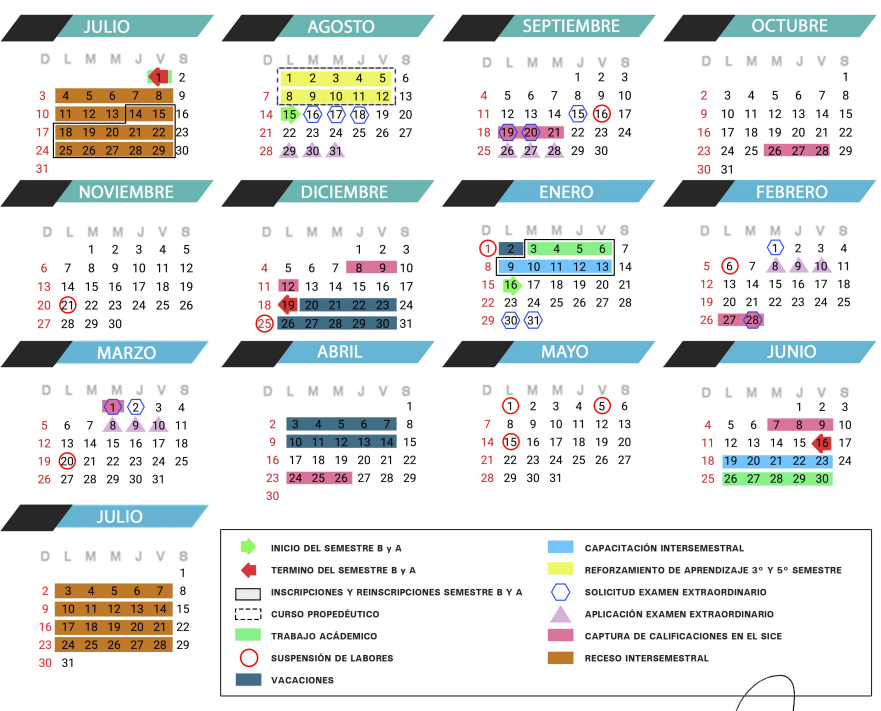 JULIO
D L M M J V S
1 2
3 4 5 6 7 8 9
10 11 12 13 14 15 16
17 18 19 20 21 22 23
24 25 26 27 28 29 30
31
AGOSTO
D L M M J V S
1 2 3 4 5 6
7 8 9 10 11 12 13
14 15 16 17 18 19 20
21 22 23 24 25 26 27
28 29 30 31
SEPTIEMBRE
D L M M J V S
1 2 3
4 5 6 7 8 9 10
11 12 13 14 15 16 17
18 19 20 21 22 23 24
25 26 27 28 29 30
OCTUBRE
D L M M J V S
1
2 3 4 5 6 7 8
9 10 11 12 13 14 15
16 17 18 19 20 21 22
23 24 25 26 27 28 29
30 31
NOVIEMBRE
D L M M J V S
1 2 3 4 5
6 7 8 9 10 11 12
13 14 15 16 17 18 19
20 21 22 23 24 25 26
27 28 29 30
DICIEMBRE
D L M M J V S
1 2 3
4 5 6 7 8 9 10
11 12 13 14 15 16 17
18 19 20 21 22 23 24
25 26 27 28 29 30 31
ENERO
D L M M J V S
1 2 3 4 5 6 7
8 9 10 11 12 13 14
15 16 17 18 19 20 21
22 23 24 25 26 27 28
29 30 31
FEBRERO
D L M M J V S
1 2 3 4
5 6 7 8 9 10 11
12 13 14 15 16 17 18
19 20 21 22 23 24 25
26 27 28
MARZO
D L M M J V S
1 2 3 4
5 6 7 8 9 10 11
12 13 14 15 16 17 18
19 20 21 22 23 24 25
26 27 28 29 30 31
ABRIL
D L M M J V S
1
2 3 4 5 6 7 8
9 10 11 12 13 14 15
16 17 18 19 20 21 22
23 24 25 26 27 28 29
30
MAYO
D L M M J V S
1 2 3 4 5 6
7 8 9 10 11 12 13
14 15 16 17 18 19 20
21 22 23 24 25 26 27
28 29 30 31
JUNIO
D L M M J V S
1 2 3
4 5 6 7 8 9 10
11 12 13 14 15 16 17
18 19 20 21 22 23 24
25 26 27 28 29 30
JULIO
D L M M J V S
1
2 3 4 5 6 7 8
9 10 11 12 13 14 15
16 17 18 19 20 21 22
23 24 25 26 27 28 29
30 31
INICIO DEL SEMESTRE B y A
TERMINO DEL SEMESTRE B y A
INSCRIPCIONES Y REINSCRIPCIONES SEMESTRE B Y A
CURSO PROPEDÉUTICO
TRABAJO ACÁDEMICO
SUSPENSIÓN DE LABORES
VACACIONES
CAPACITACIÓN INTERSEMESTRAL
REFORZAMIENTO DE APRENDIZAJE 3º Y 5º SEMESTRE
SOLICITUD EXAMEN EXTRAORDINARIO
APLICACIÓN EXAMEN EXTRAORDINARIO
CAPTURA DE CALIFICACIONES EN EL SICE
RECESO INTERSEMESTRAL